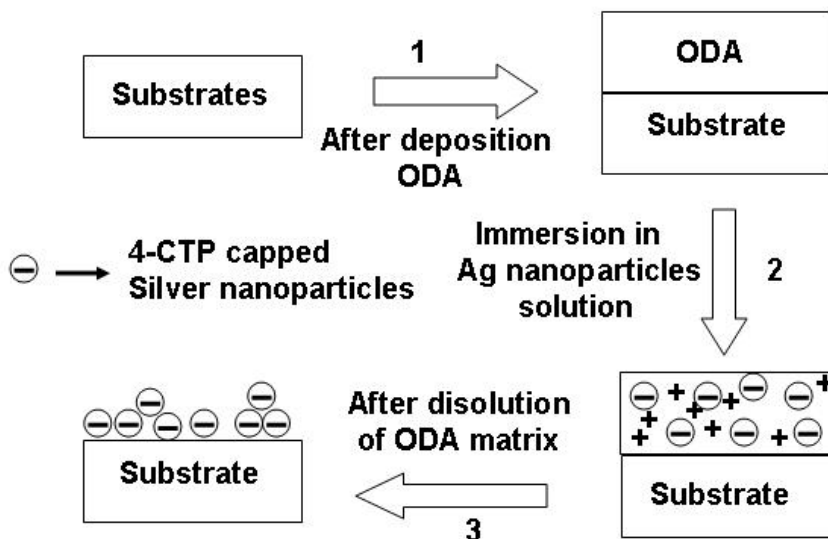 Substrates
1
After deposition
ODA
ODA
Substrate
4-CTP capped
Silver nanoparticles
Immersion in
Ag nanoparticles
solution
2
After disolution
of ODA matrix
3
Substrate
Substrate